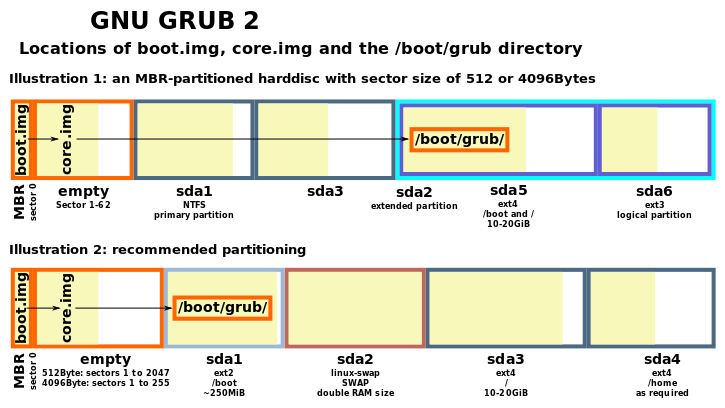 GNU GRUB 2
Locations of boot.img, core.img and the /boot/grub directory
Illustration 1: an MBR-partitioned harddisc with sector size of 512 or 4096Bytes
boot.img
core.img
/boot/grub/
MBR
sector 0
empty
Sector 1-62
sda1
NTFS
primary partition
sda3
sda2
extended partition
sda5
ext4
/boot and /
10-20GiB
sda6
ext3
logical partition
Illustration 2: recommended partitioning
boot.img
core.img
/boot/grub/
MBR
sector 0
empty
512Byte: sectors 1 to 2047
4096Byte: sectors 1 to 255
sda1
ext2
/boot
~250MiB
sda2
linux-swap
SWAP
double RAM size
sda3
ext4
/
10-20GiB
sda4
ext4
/home
as required